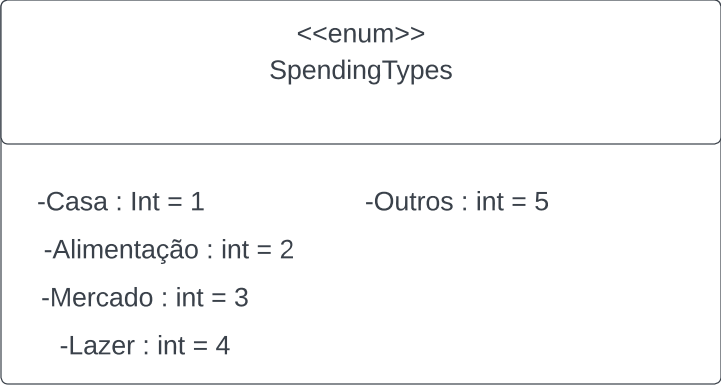 <<enum>>
SpendingTypes
-Casa : Int = 1
-Alimentação : int = 2
-Mercado : int = 3
-Lazer : int = 4
-Outros : int = 5